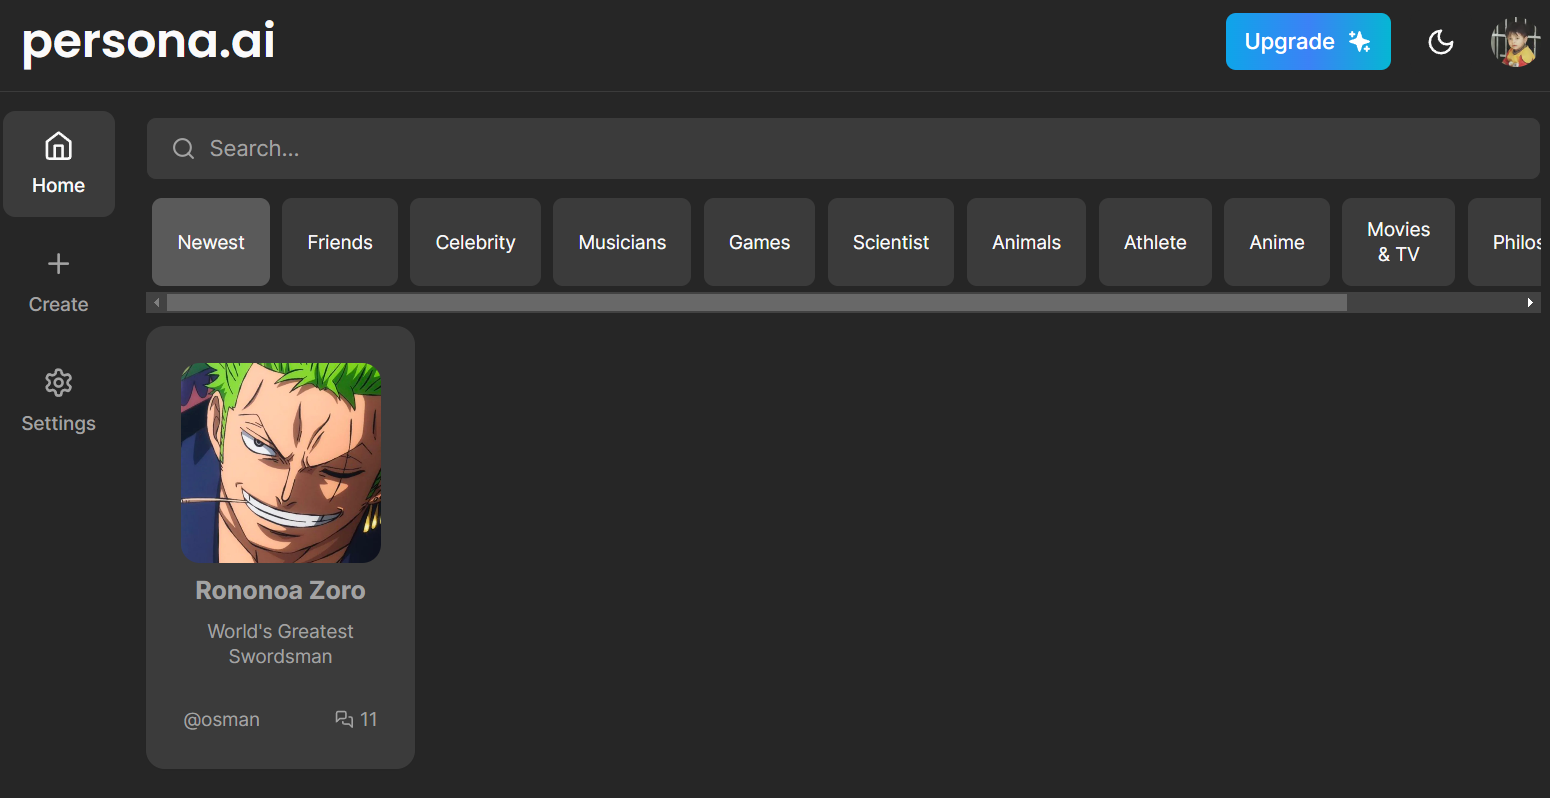 persona.ai
Upgrade
Home
Create
Settings
Search...
Newest
Friends
Celebrity
Musicians
Games
Scientist
Animals
Athlete
Anime
Movies
& TV
Philos
Rononoa Zoro
World's Greatest
Swordsman
@osman
11